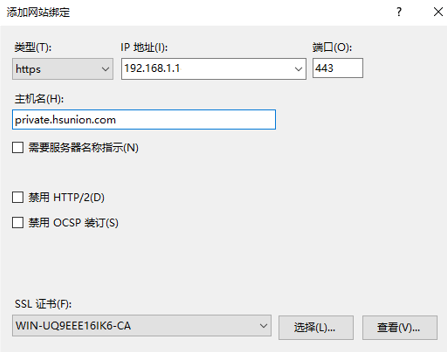 添加网站绑定 ? ×
类型(T): IP 地址(I): 端口(O):
https 192.168.1.1 443
主机名(H):
private.hsunion.com
需要服务器名称指示(N)
禁用 HTTP/2(D)
禁用 OCSP 装订(S)
SSL 证书(F):
WIN-UQ9EEE16IK6-CA 选择(L)... 查看(V)...